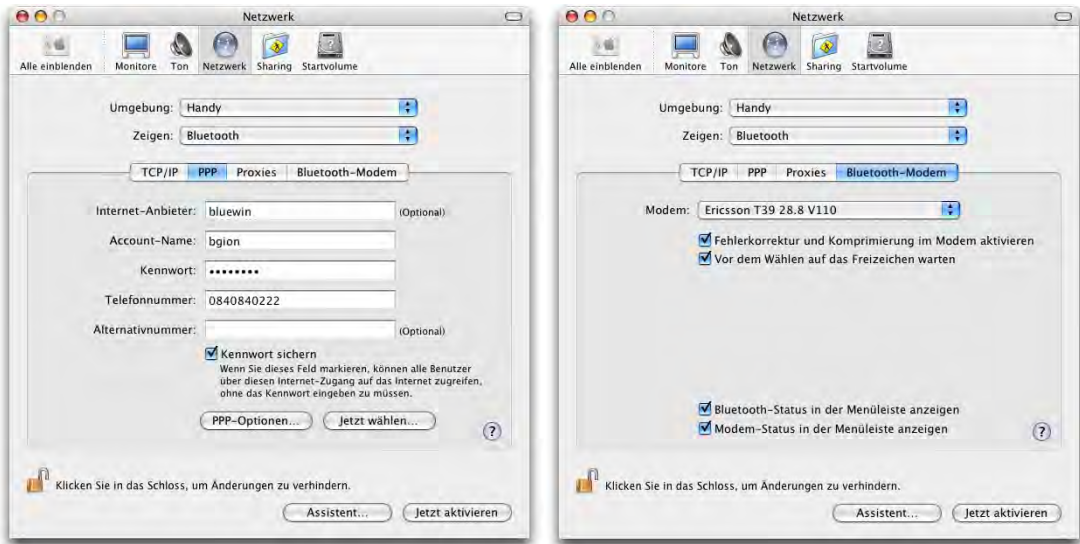 Netzwerk
Alle einblenden Monitore Ton Netzwerk Sharing Startvolume
Umgebung: Handy
Zeigen: Bluetooth
TCP/IP PPP Proxies Bluetooth-Modem
Internet-Anbieter: bluewin (Optional)
Account-Name: bgion
Kennwort: ••••••••
Telefonnummer: 0840840222
Alternativnummer: (Optional)
Kennwort sichern
Wenn Sie dieses Feld markieren, können alle Benutzer
über diesen Internet-Zugang auf das Internet zugreifen,
ohne das Kennwort eingeben zu müssen.
PPP-Optionen... Jetzt wählen...
?
Klicken Sie in das Schloss, um Änderungen zu verhindern.
Assistent... Jetzt aktivieren
Netzwerk
Alle einblenden Monitore Ton Netzwerk Sharing Startvolume
Umgebung: Handy
Zeigen: Bluetooth
TCP/IP PPP Proxies Bluetooth-Modem
Modem: Ericsson T39 28.8 V110
Fehlerkorrektur und Komprimierung im Modem aktivieren
Vor dem Wählen auf das Freizeichen warten
Bluetooth-Status in der Menüleiste anzeigen
Modem-Status in der Menüleiste anzeigen
?
Klicken Sie in das Schloss, um Änderungen zu verhindern.
Assistent... Jetzt aktivieren